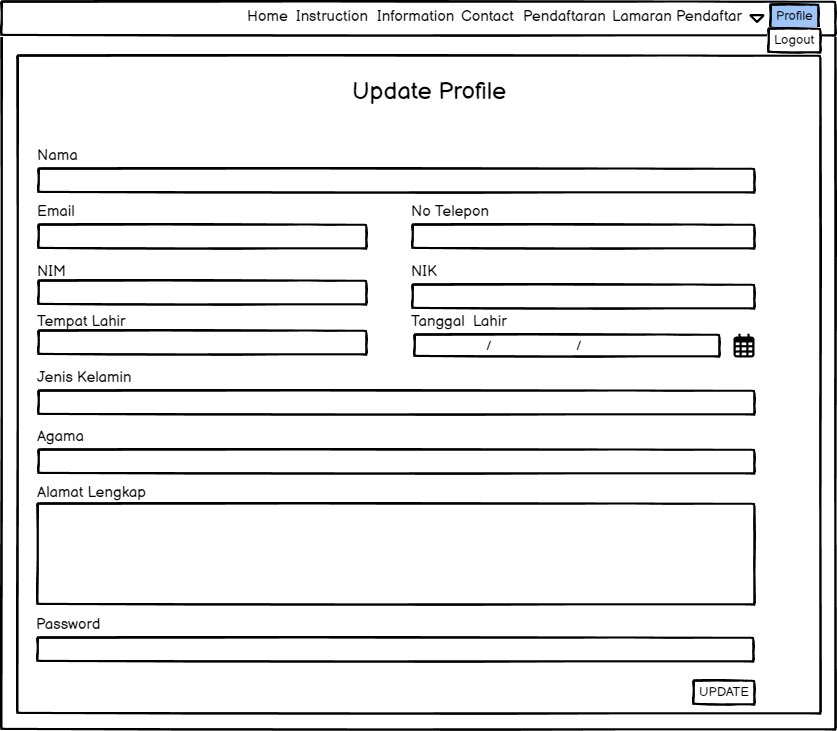 Home Instruction Information Contact Pendaftaran Lamaran Pendaftar Profile
Logout
Update Profile
Nama
Email No Telepon
NIM NIK
Tempat Lahir Tanggal Lahir
/ /
Jenis Kelamin
Agama
Alamat Lengkap
Password
UPDATE